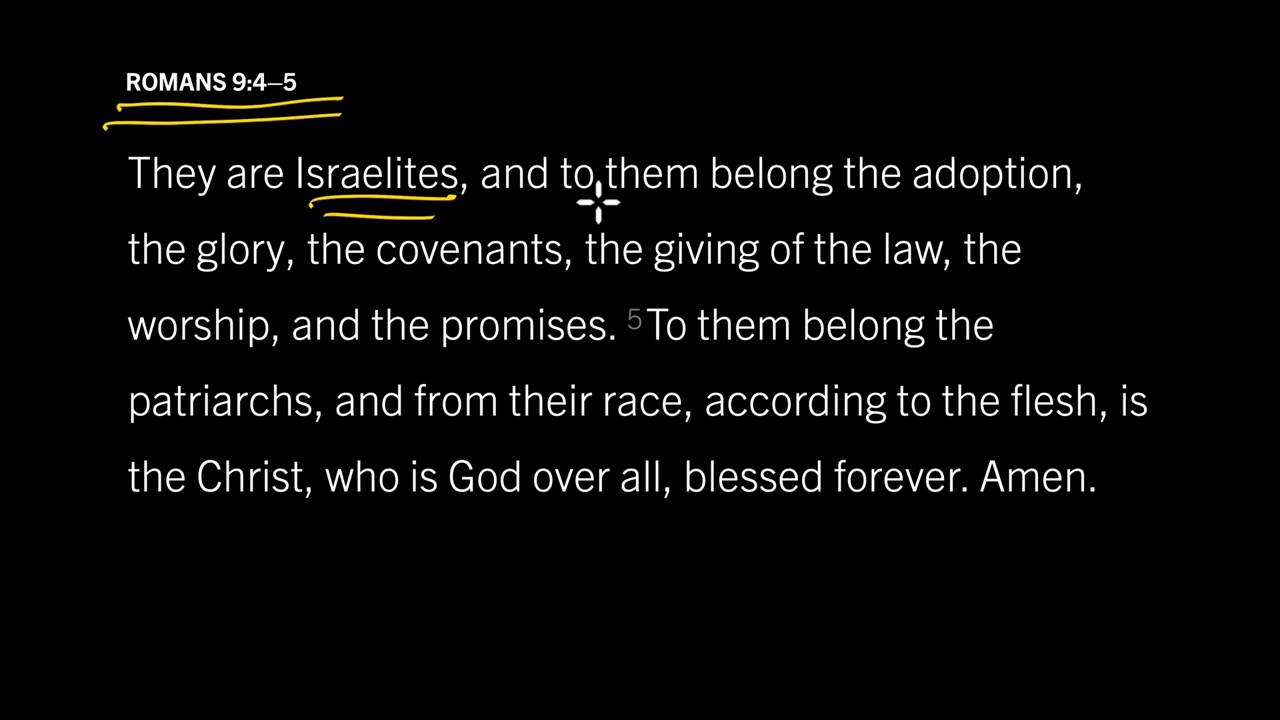 ROMANS 9:4–5
They are Israelites, and to them belong the adoption,
the glory, the covenants, the giving of the law, the
worship, and the promises. 5 To them belong the
patriarchs, and from their race, according to the flesh, is
the Christ, who is God over all, blessed forever. Amen.